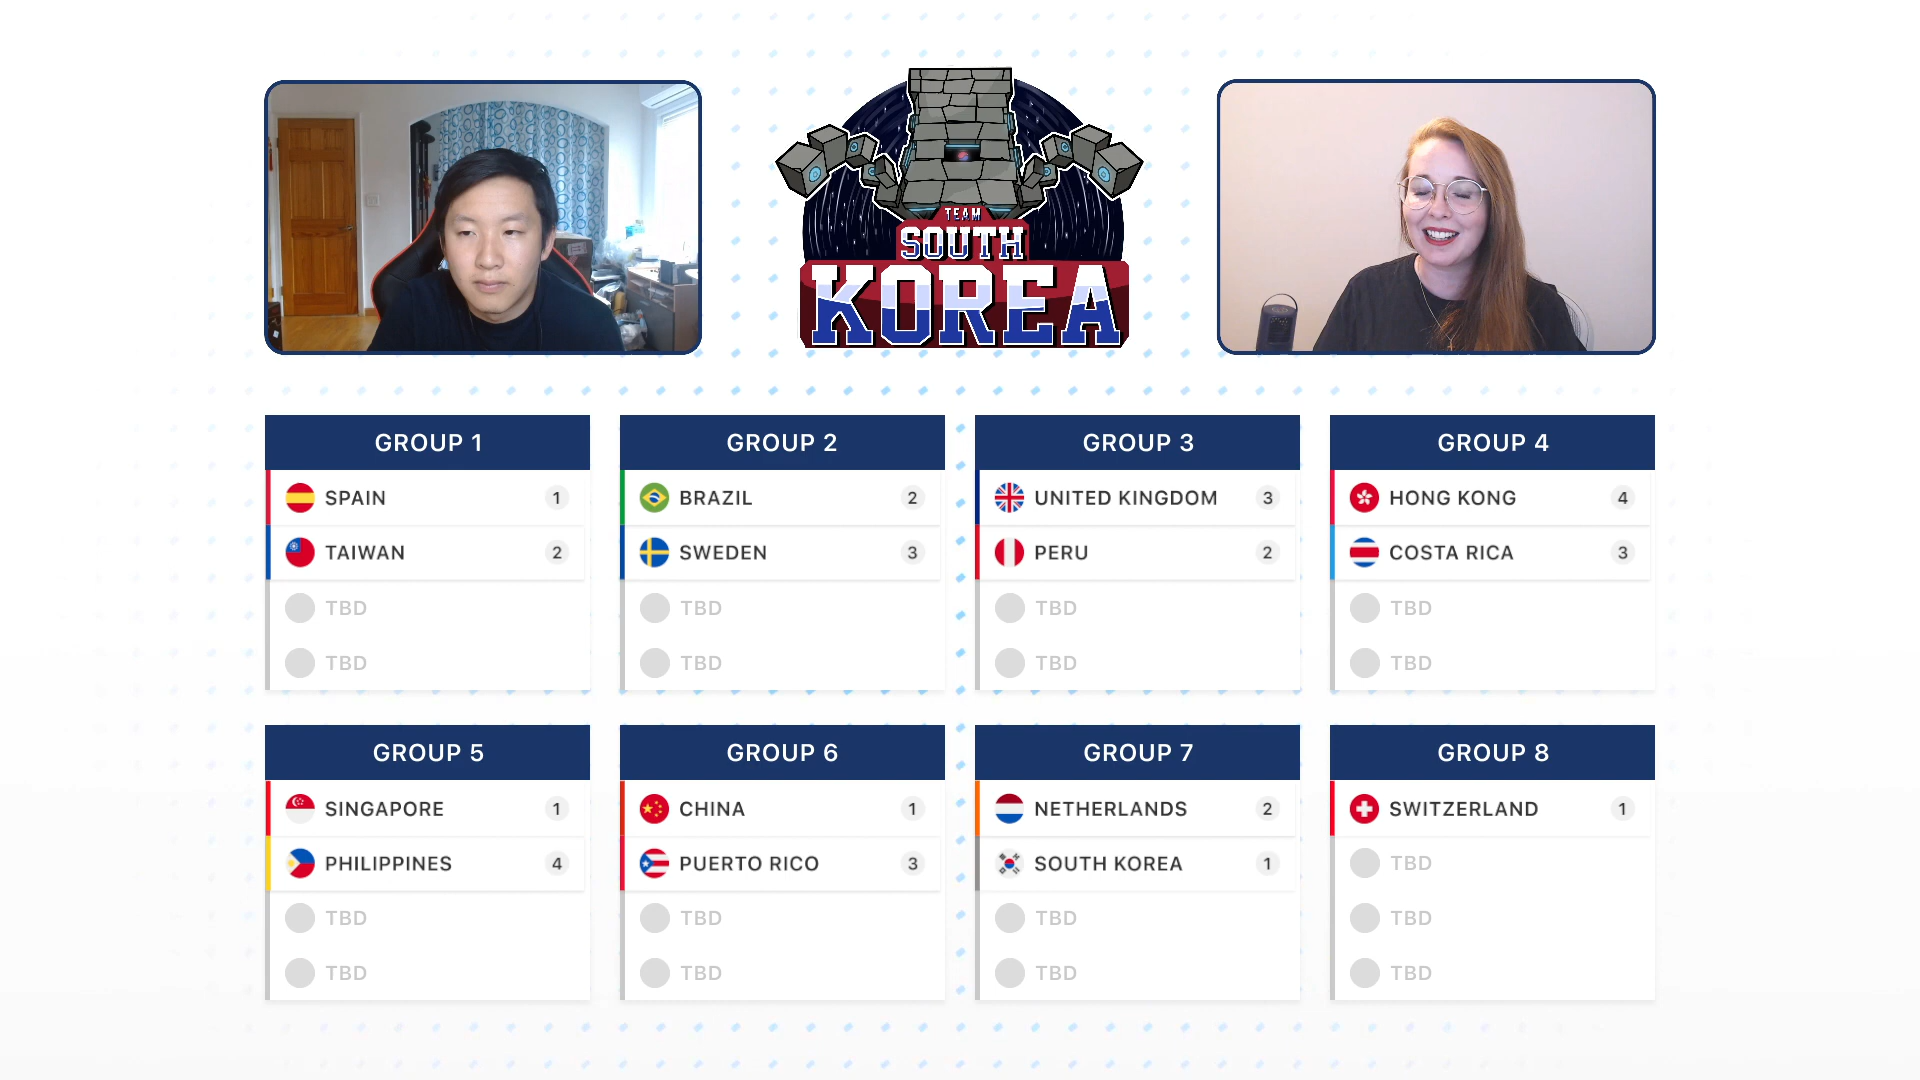 TEAM
SOUTH
KOREA
GROUP 1
SPAIN 1
TAIWAN 2
TBD
TBD
GROUP 2
BRAZIL 2
SWEDEN 3
TBD
TBD
GROUP 3
UNITED KINGDOM 3
PERU 2
TBD
TBD
GROUP 4
HONG KONG 4
COSTA RICA 3
TBD
TBD
GROUP 5
SINGAPORE 1
PHILIPPINES 4
TBD
TBD
GROUP 6
CHINA 1
PUERTO RICO 3
TBD
TBD
GROUP 7
NETHERLANDS 2
SOUTH KOREA 1
TBD
TBD
GROUP 8
SWITZERLAND 1
TBD
TBD
TBD